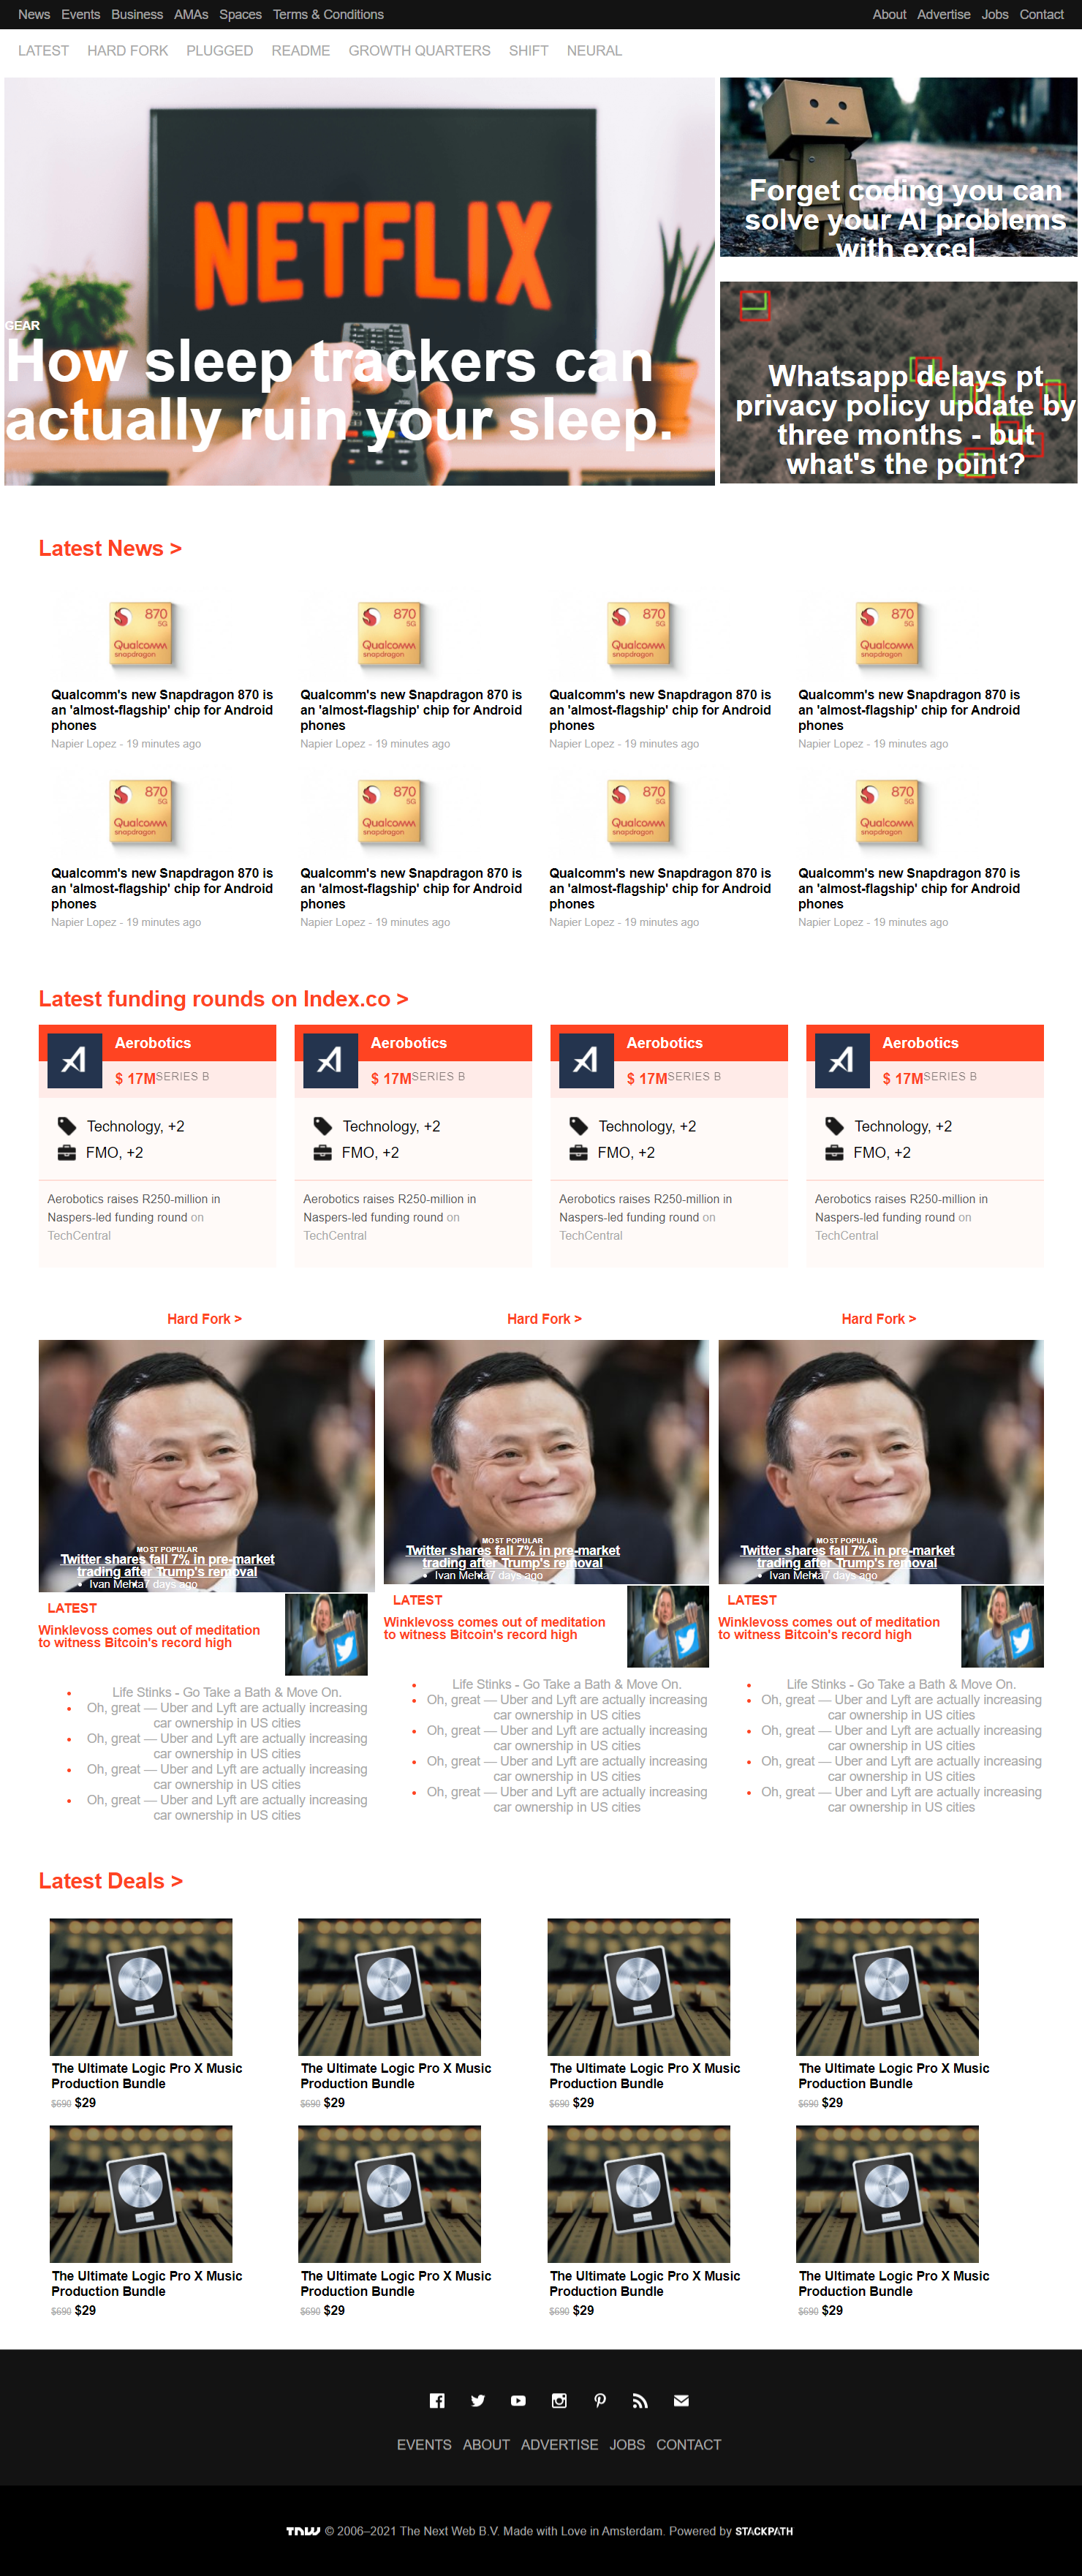 News Events Business AMAs Spaces Terms & Conditions About Advertise Jobs Contact
LATEST HARD FORK PLUGGED README GROWTH QUARTERS SHIFT NEURAL
NETFLIX
GEAR
How sleep trackers can
actually ruin your sleep.
Forget coding you can
solve your AI problems
with excel
Whatsapp delays pt
privacy policy update by
three months - but
what's the point?
Latest News >
870 870 870 870
5G 5G 5G 5G
Qualcomm Qualcomm Qualcomm Qualcomm
snapdragon snapdragon snapdragon snapdragon
Qualcomm's new Snapdragon 870 is Qualcomm's new Snapdragon 870 is Qualcomm's new Snapdragon 870 is Qualcomm's new Snapdragon 870 is
an 'almost-flagship' chip for Android an 'almost-flagship' chip for Android an 'almost-flagship' chip for Android an 'almost-flagship' chip for Android
phones phones phones phones
Napier Lopez - 19 minutes ago Napier Lopez - 19 minutes ago Napier Lopez - 19 minutes ago Napier Lopez - 19 minutes ago
870 870 870 870
5G 5G 5G 5G
Qualcomm Qualcomm Qualcomm Qualcomm
snapdragon snapdragon snapdragon snapdragon
Qualcomm's new Snapdragon 870 is Qualcomm's new Snapdragon 870 is Qualcomm's new Snapdragon 870 is Qualcomm's new Snapdragon 870 is
an 'almost-flagship' chip for Android an 'almost-flagship' chip for Android an 'almost-flagship' chip for Android an 'almost-flagship' chip for Android
phones phones phones phones
Napier Lopez - 19 minutes ago Napier Lopez - 19 minutes ago Napier Lopez - 19 minutes ago Napier Lopez - 19 minutes ago
Latest funding rounds on Index.co >
Aerobotics Aerobotics Aerobotics Aerobotics
$ 17M SERIES B $ 17M SERIES B $ 17M SERIES B $ 17M SERIES B
Technology, +2 Technology, +2 Technology, +2 Technology, +2
FMO, +2 FMO, +2 FMO, +2 FMO, +2
Aerobotics raises R250-million in Aerobotics raises R250-million in Aerobotics raises R250-million in Aerobotics raises R250-million in
Naspers-led funding round on Naspers-led funding round on Naspers-led funding round on Naspers-led funding round on
TechCentral TechCentral TechCentral TechCentral
Hard Fork > Hard Fork > Hard Fork >
MOST POPULAR
Twitter shares fall 7% in pre-market
trading after Trump's removal
• Ivan Mehta 7 days ago
LATEST
Winklevoss comes out of meditation
to witness Bitcoin's record high
• Life Stinks - Go Take a Bath & Move On.
• Oh, great — Uber and Lyft are actually increasing
car ownership in US cities
• Oh, great — Uber and Lyft are actually increasing
car ownership in US cities
• Oh, great — Uber and Lyft are actually increasing
car ownership in US cities
• Oh, great — Uber and Lyft are actually increasing
car ownership in US cities
MOST POPULAR
Twitter shares fall 7% in pre-market
trading after Trump's removal
• Ivan Mehta 7 days ago
LATEST
Winklevoss comes out of meditation
to witness Bitcoin's record high
• Life Stinks - Go Take a Bath & Move On.
• Oh, great — Uber and Lyft are actually increasing
car ownership in US cities
• Oh, great — Uber and Lyft are actually increasing
car ownership in US cities
• Oh, great — Uber and Lyft are actually increasing
car ownership in US cities
• Oh, great — Uber and Lyft are actually increasing
car ownership in US cities
MOST POPULAR
Twitter shares fall 7% in pre-market
trading after Trump's removal
• Ivan Mehta 7 days ago
LATEST
Winklevoss comes out of meditation
to witness Bitcoin's record high
• Life Stinks - Go Take a Bath & Move On.
• Oh, great — Uber and Lyft are actually increasing
car ownership in US cities
• Oh, great — Uber and Lyft are actually increasing
car ownership in US cities
• Oh, great — Uber and Lyft are actually increasing
car ownership in US cities
• Oh, great — Uber and Lyft are actually increasing
car ownership in US cities
Latest Deals >
The Ultimate Logic Pro X Music The Ultimate Logic Pro X Music The Ultimate Logic Pro X Music The Ultimate Logic Pro X Music
Production Bundle Production Bundle Production Bundle Production Bundle
$690 $29 $690 $29 $690 $29 $690 $29
The Ultimate Logic Pro X Music The Ultimate Logic Pro X Music The Ultimate Logic Pro X Music The Ultimate Logic Pro X Music
Production Bundle Production Bundle Production Bundle Production Bundle
$690 $29 $690 $29 $690 $29 $690 $29
EVENTS ABOUT ADVERTISE JOBS CONTACT
TNW © 2006–2021 The Next Web B.V. Made with Love in Amsterdam. Powered by STACKPATH